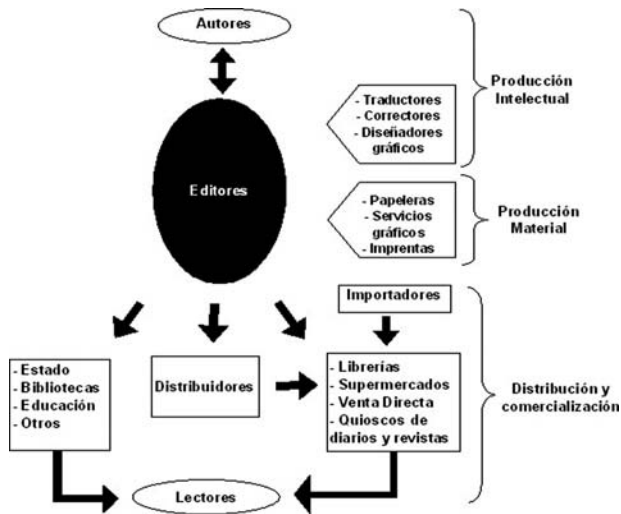 Autores
Producción
Intelectual
- Traductores
- Correctores
- Diseñadores
gráficos
Editores
- Papeleras
- Servicios
gráficos
- Imprentas
Producción
Material
Importadores
- Estado
- Bibliotecas
- Educación
- Otros
Distribuidores
- Librerías
- Supermercados
- Venta Directa
- Quioscos de
diarios y revistas
Distribución y
comercialización
Lectores